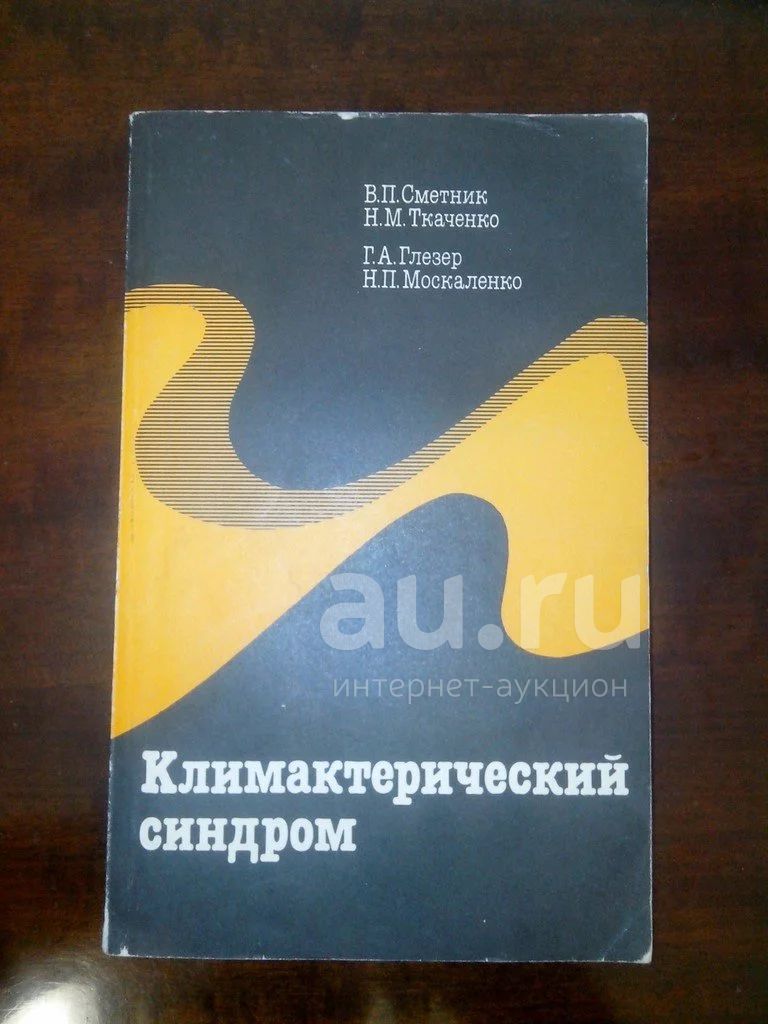 В.П.Сметник
Н.М.Ткаченко
Г.А.Глезер
Н.П.Москаленко
au.ru
интернет-аукцион
Климактерический
синдром